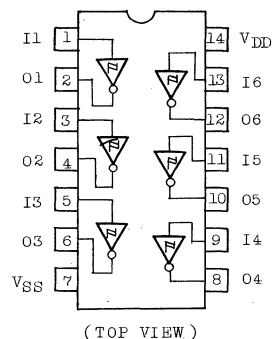 I1 1 14 VDD
O1 2 13 I6
I2 3 12 O6
O2 4 11 I5
I3 5 10 O5
O3 6 9 I4
VSS 7 8 O4
(TOP VIEW)